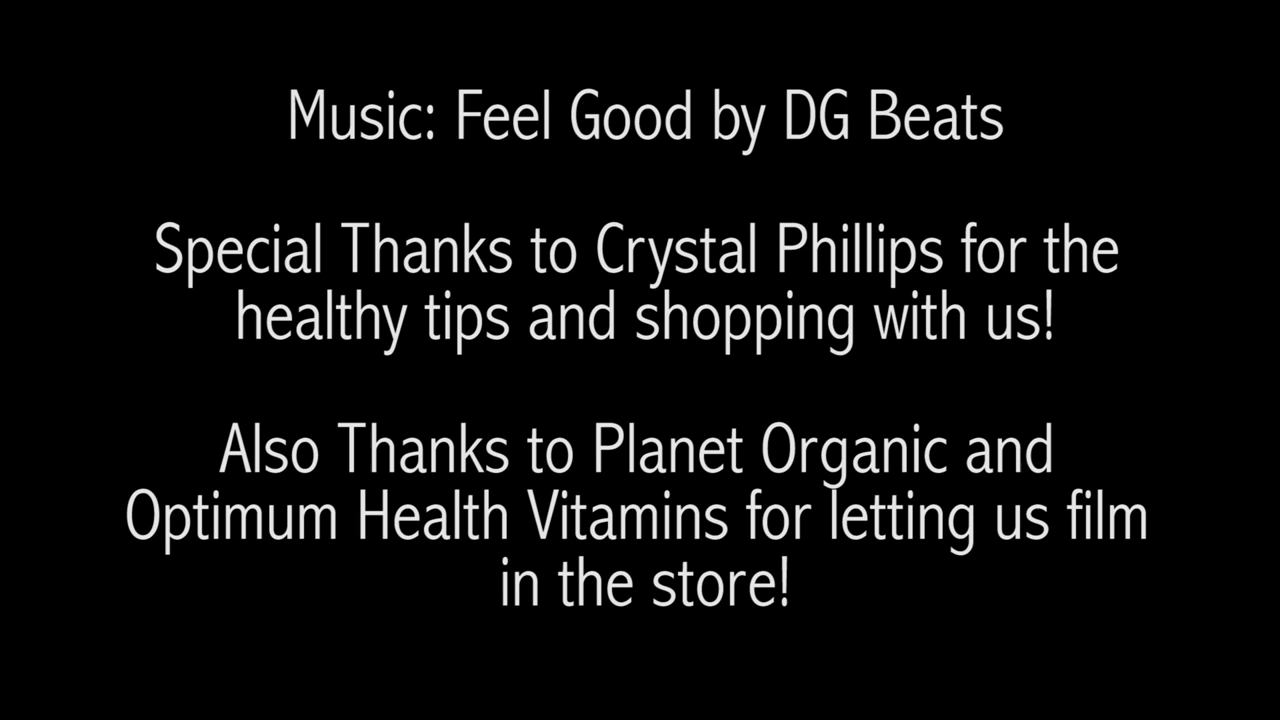 Music: Feel Good by DG Beats
Special Thanks to Crystal Phillips for the
healthy tips and shopping with us!
Also Thanks to Planet Organic and
Optimum Health Vitamins for letting us film
in the store!